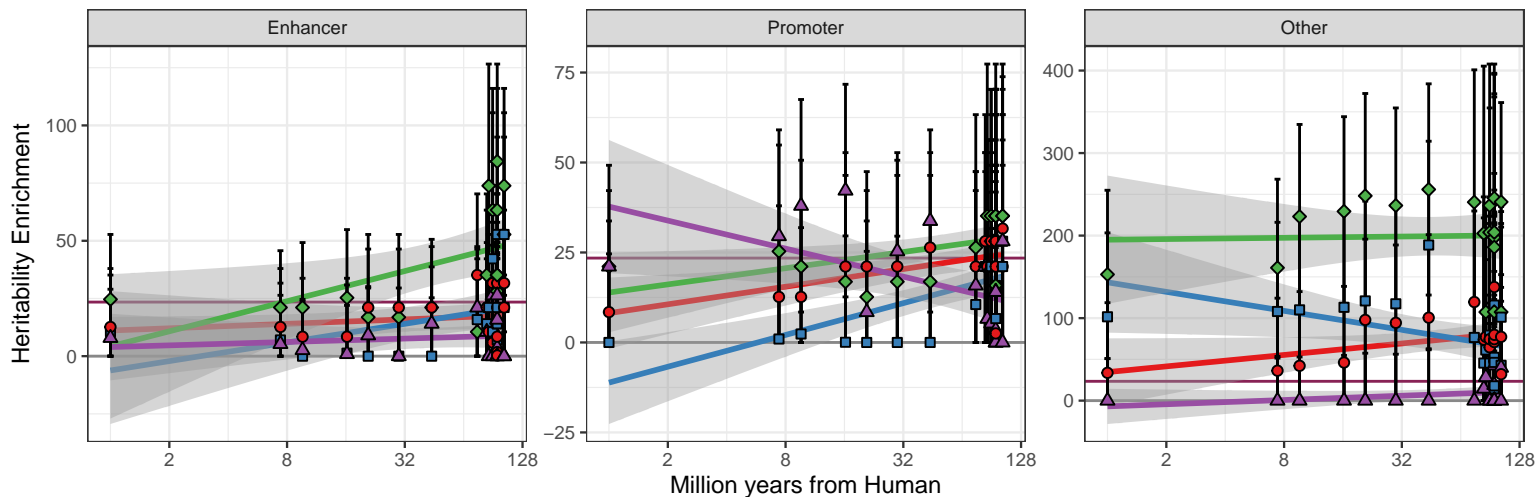 Enhancer
Promoter
Other
Heritability Enrichment
100
50
0
75
50
25
0
−25
400
300
200
100
0
2 8 32 128
2 8 32 128
2 8 32 128
Million years from Human